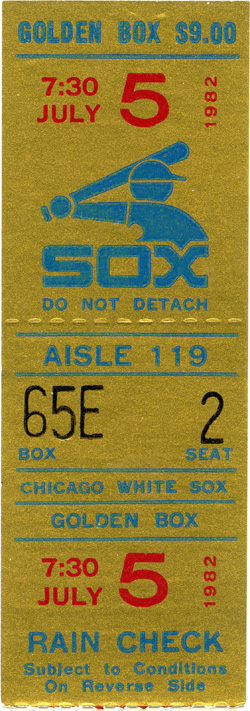 GOLDEN BOX $9.00
7:30
JULY 5 1982
SOX
DO NOT DETACH
AISLE 119
65E 2
BOX SEAT
CHICAGO WHITE SOX
GOLDEN BOX
7:30
JULY 5 1982
RAIN CHECK
Subject to Conditions
On Reverse Side